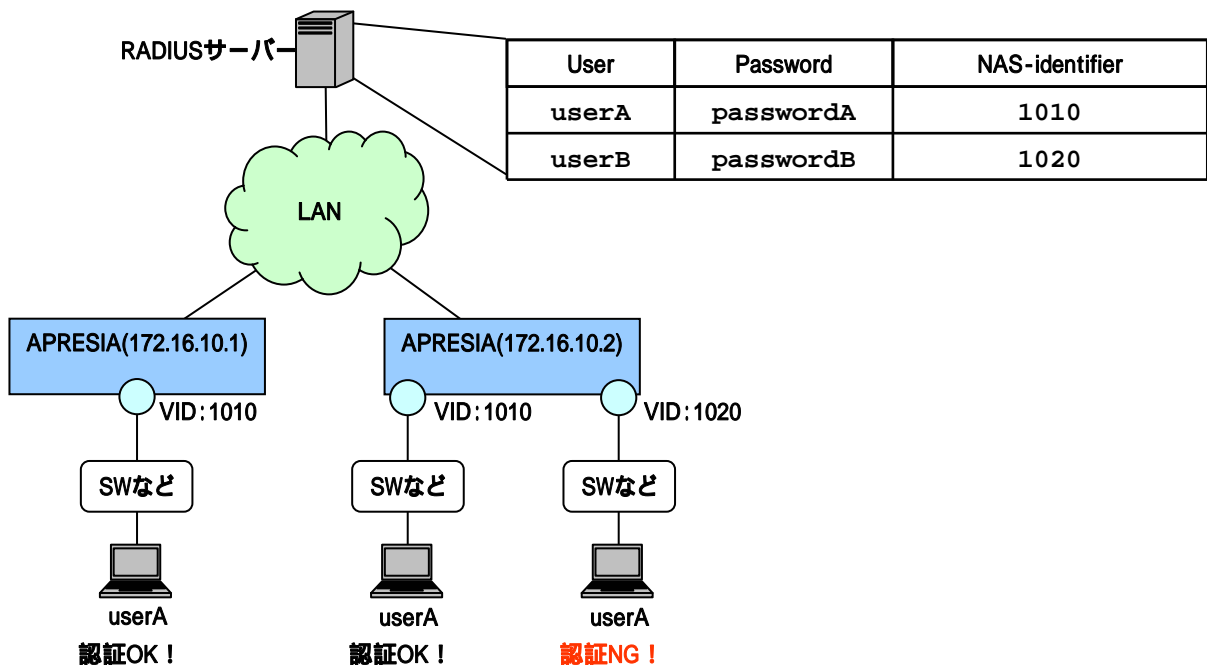 RADIUSサーバー
User Password NAS-identifier
userA passwordA 1010
userB passwordB 1020
LAN
APRESIA(172.16.10.1) APRESIA(172.16.10.2)
VID:1010 VID:1010 VID:1020
SWなど SWなど SWなど
userA userA userA
認証OK! 認証OK! 認証NG!